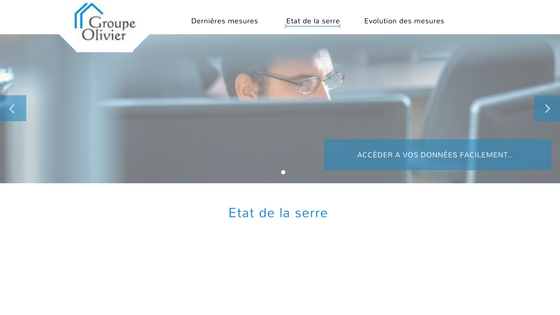 Groupe
Olivier
Dernières mesures
Etat de la serre
Evolution des mesures
ACCÉDER A VOS DONNÉES FACILEMENT..
Etat de la serre